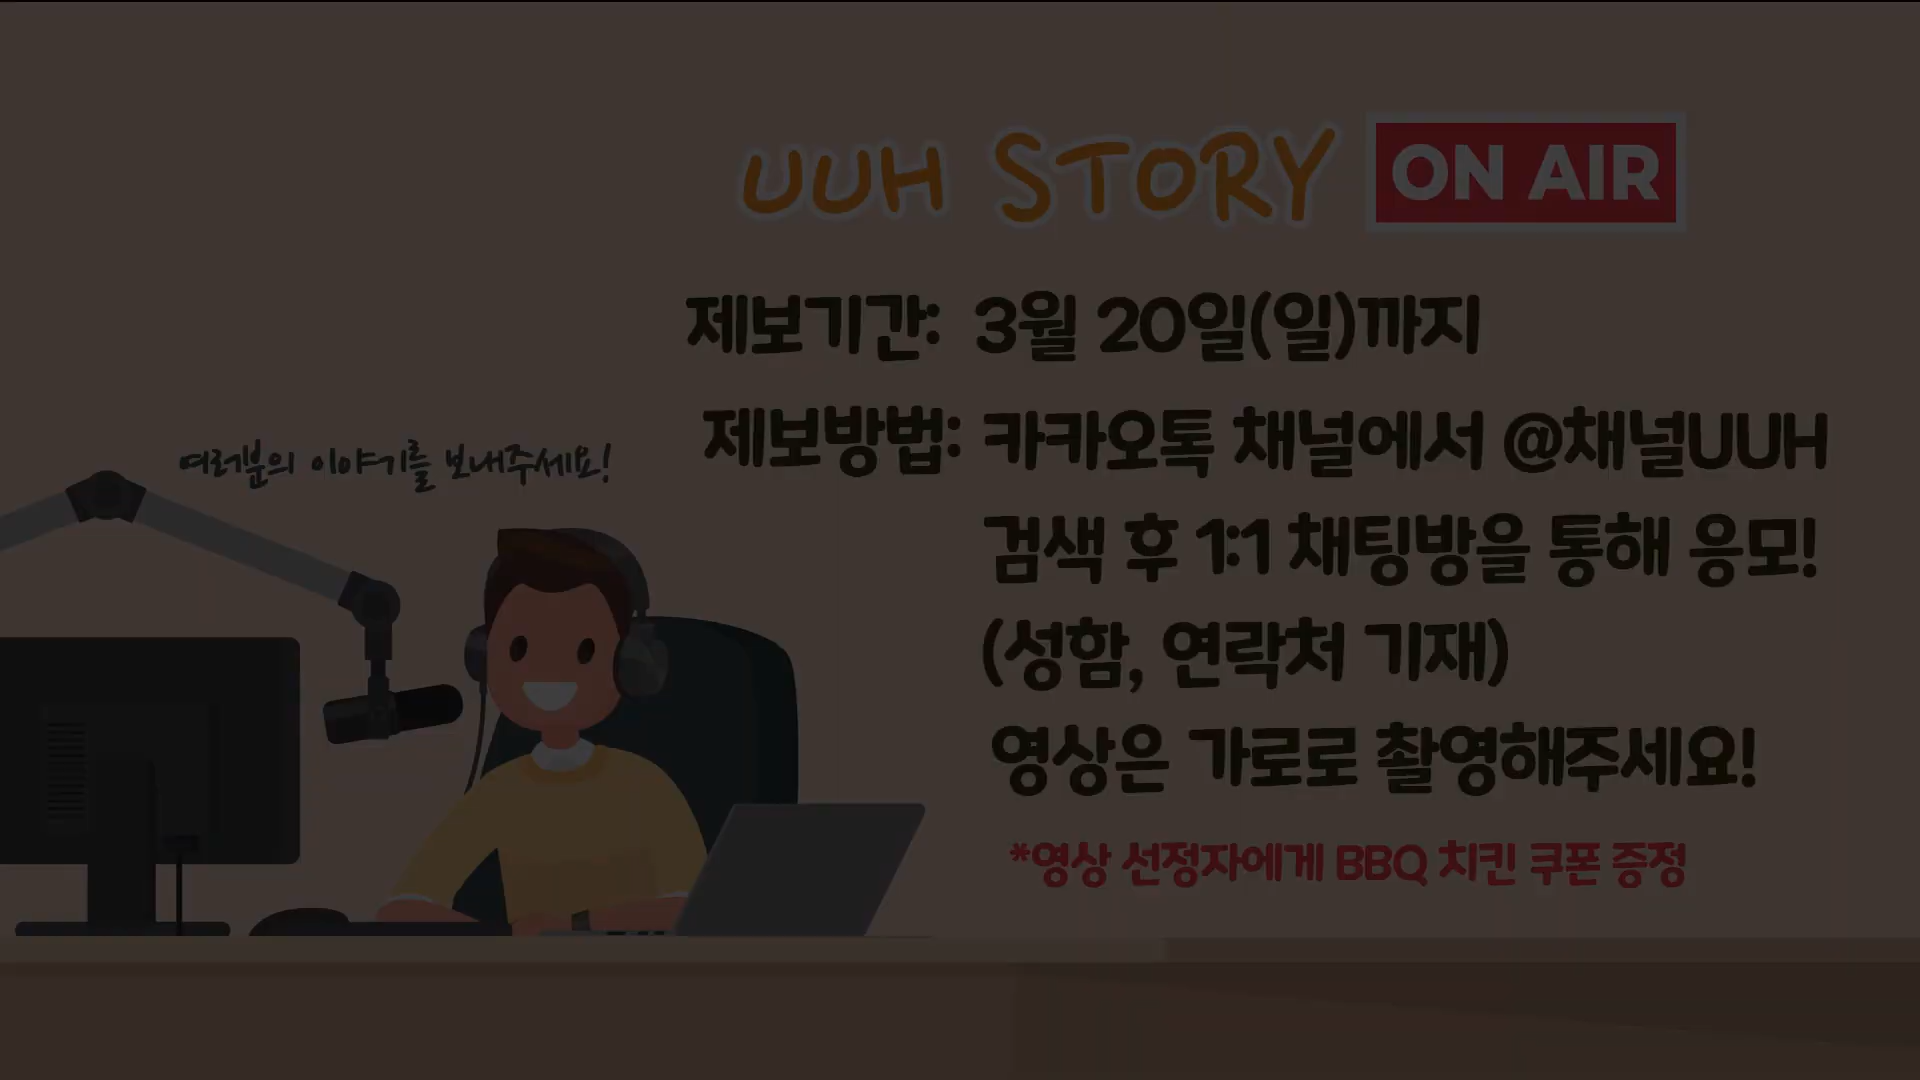 UUH STORY ON AIR
제보기간: 3월 20일(일)까지
제보방법: 카카오톡 채널에서 @채널UUH
검색 후 1:1 채팅방을 통해 응모!
(성함, 연락처 기재)
영상은 가로로 촬영해주세요!
*영상 선정자에게 BBQ 치킨 쿠폰 증정
여러분의 이야기를 보내주세요!